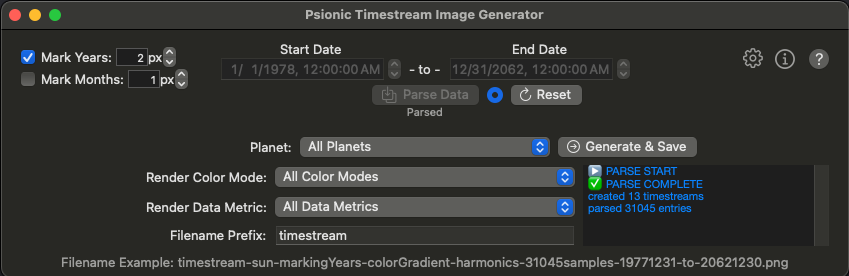 Psionic Timestream Image Generator
Start Date End Date
Mark Years: 2 px
1/ 1/1978, 12:00:00 AM - to - 12/31/2062, 12:00:00 AM
Mark Months: 1 px
Parse Data Reset
Parsed
Planet: All Planets Generate & Save
Render Color Mode: All Color Modes
Render Data Metric: All Data Metrics
Filename Prefix: timestream
PARSE START
PARSE COMPLETE
created 13 timestreams
parsed 31045 entries
Filename Example: timestream-sun-markingYears-colorGradient-harmonics-31045samples-19771231-to-20621230.png